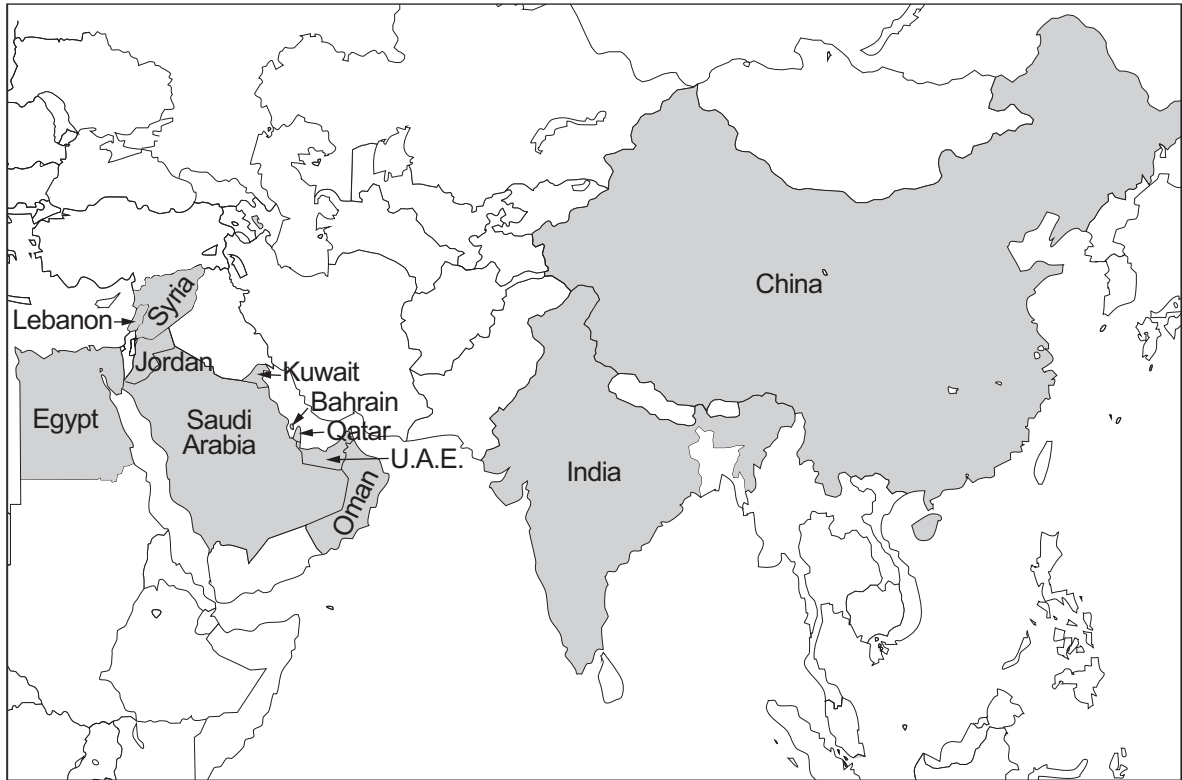 China
Syria
Lebanon
Jordan
Kuwait
Bahrain
Egypt
Saudi
Arabia
Qatar
U.A.E.
India
Oman